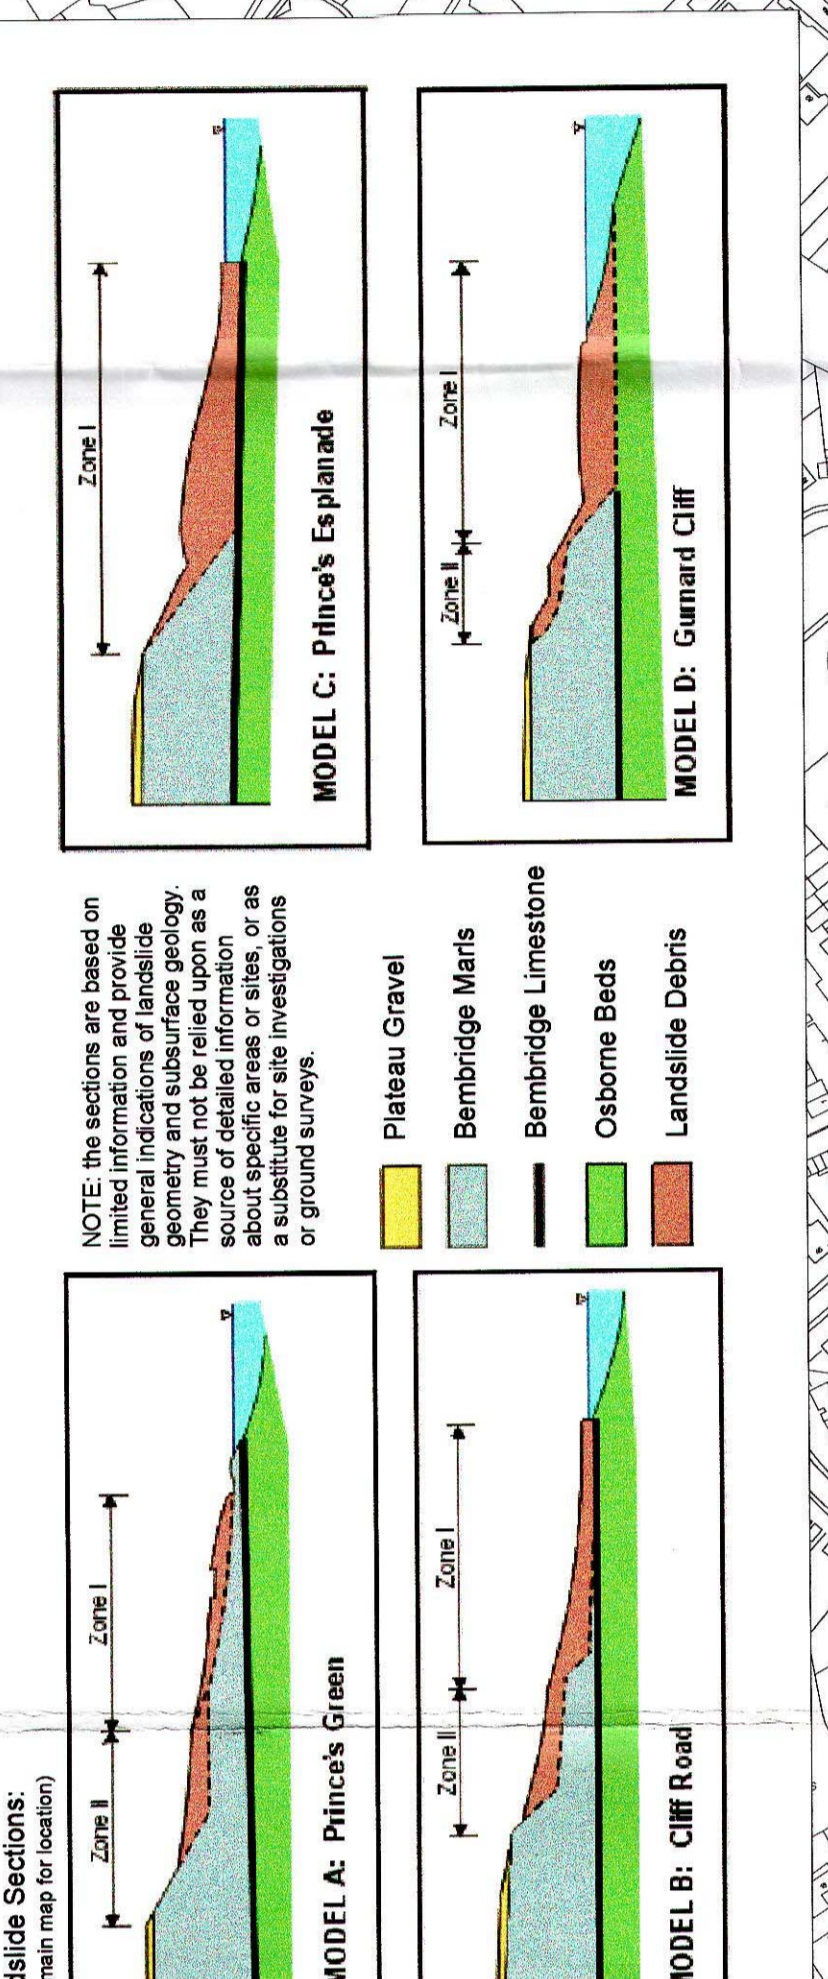 dslide Sections:
main map for location)
Zone II
Zone I
MODEL A: Prince's Green
Zone II
Zone I
MODEL B: Cliff Road
NOTE: the sections are based on
limited information and provide
general indications of landslide
geometry and subsurface geology.
They must not be relied upon as a
source of detailed information
about specific areas or sites, or as
a substitute for site investigations
or ground surveys.
Plateau Gravel
Bembridge Marls
Bembridge Limestone
Osborne Beds
Landslide Debris
Zone I
MODEL C: Prince's Esplanade
Zone II
Zone I
MODEL D: Gurnard Cliff